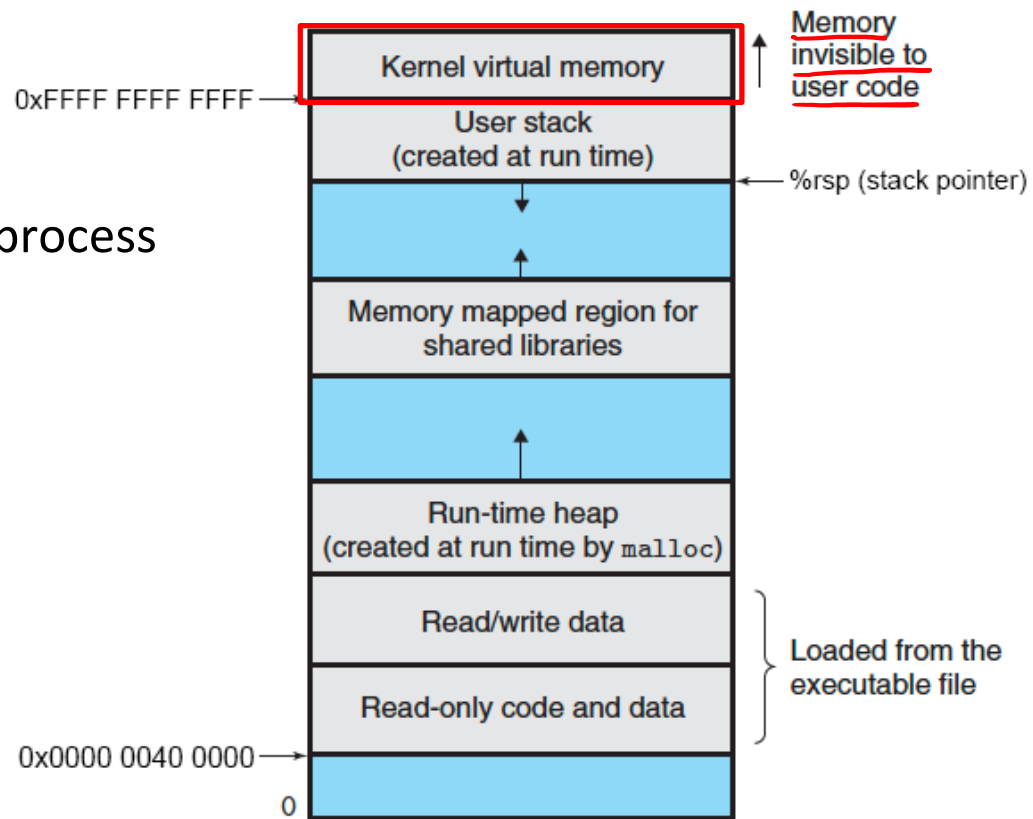 Memory
invisible to
user code
Kernel virtual memory
0xFFFF FFFF FFFF
User stack
(created at run time)
%rsp (stack pointer)
process
Memory mapped region for
shared libraries
Run-time heap
(created at run time by malloc)
Read/write data
Loaded from the
executable file
Read-only code and data
0x0000 0040 0000
0